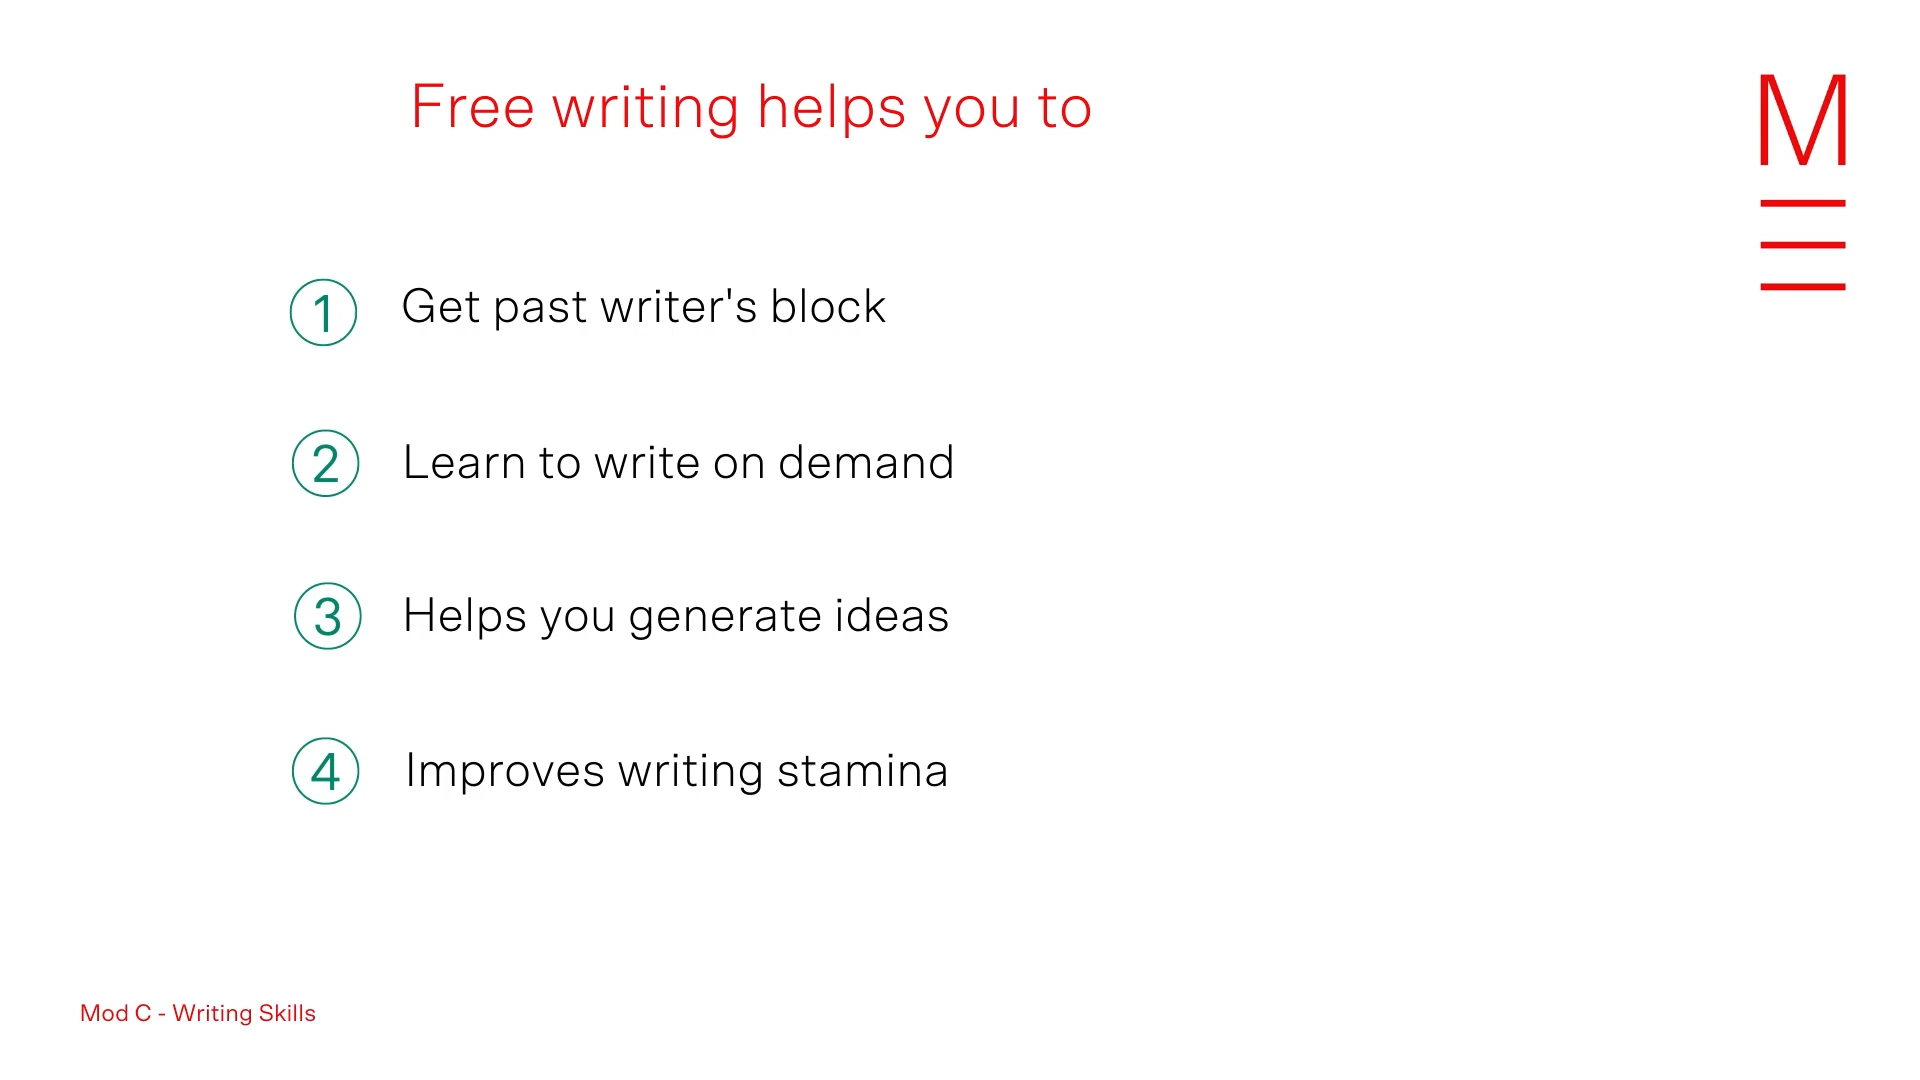 Free writing helps you to
M
1 Get past writer's block
2 Learn to write on demand
3 Helps you generate ideas
4 Improves writing stamina
Mod C - Writing Skills